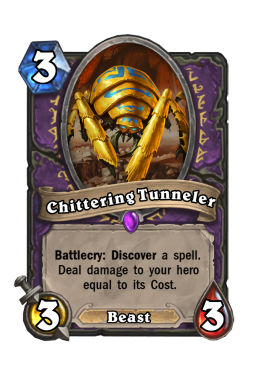 3
Chittering Tunneler
Battlecry: Discover a spell.
Deal damage to your hero
equal to its Cost.
3
Beast
3